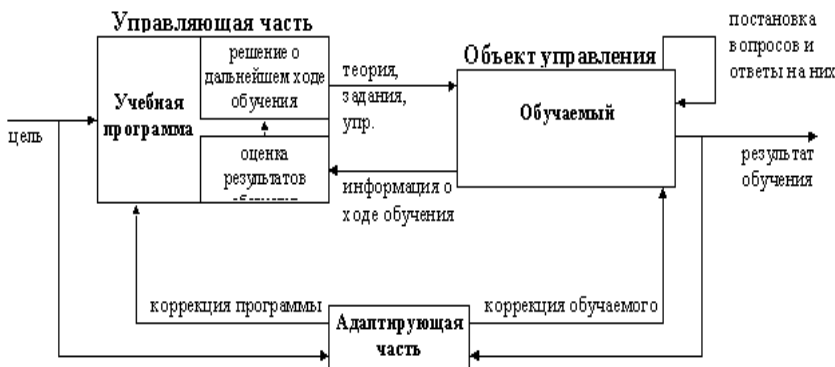 Управляющая часть
решение о
дальнейшем ходе
обучения
Учебная
программа
оценка
результатов
цель
теория,
задания,
упр.
информация о
ходе обучения
Объект управления
Обучаемый
постановка
вопросов и
ответы на них
результат
обучения
коррекция программы
коррекция обучаемого
Адаптирующая
часть